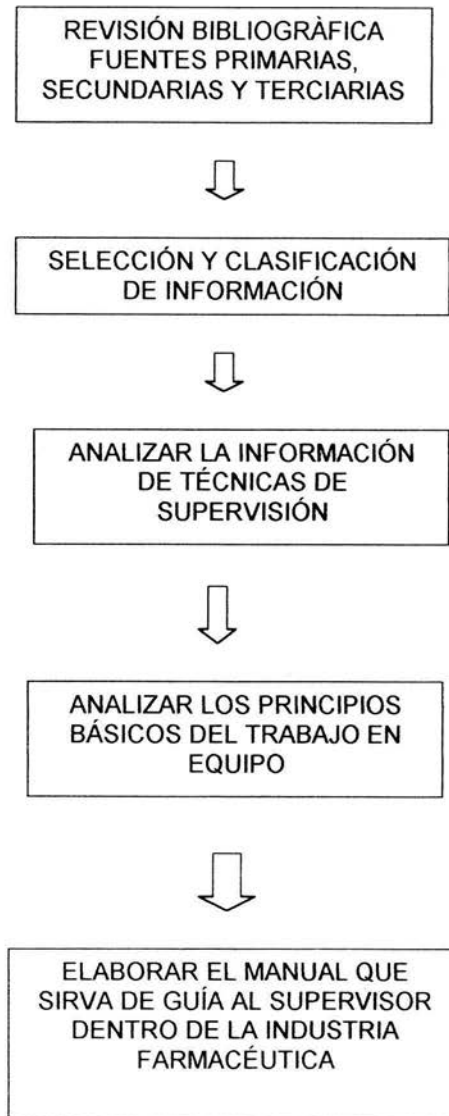 REVISIÓN BIBLIOGRÀFICA
FUENTES PRIMARIAS,
SECUNDARIAS Y TERCIARIAS
SELECCIÓN Y CLASIFICACIÓN
DE INFORMACIÓN
ANALIZAR LA INFORMACIÓN
DE TÉCNICAS DE
SUPERVISIÓN
ANALIZAR LOS PRINCIPIOS
BÁSICOS DEL TRABAJO EN
EQUIPO
ELABORAR EL MANUAL QUE
SIRVA DE GUÍA AL SUPERVISOR
DENTRO DE LA INDUSTRIA
FARMACÉUTICA